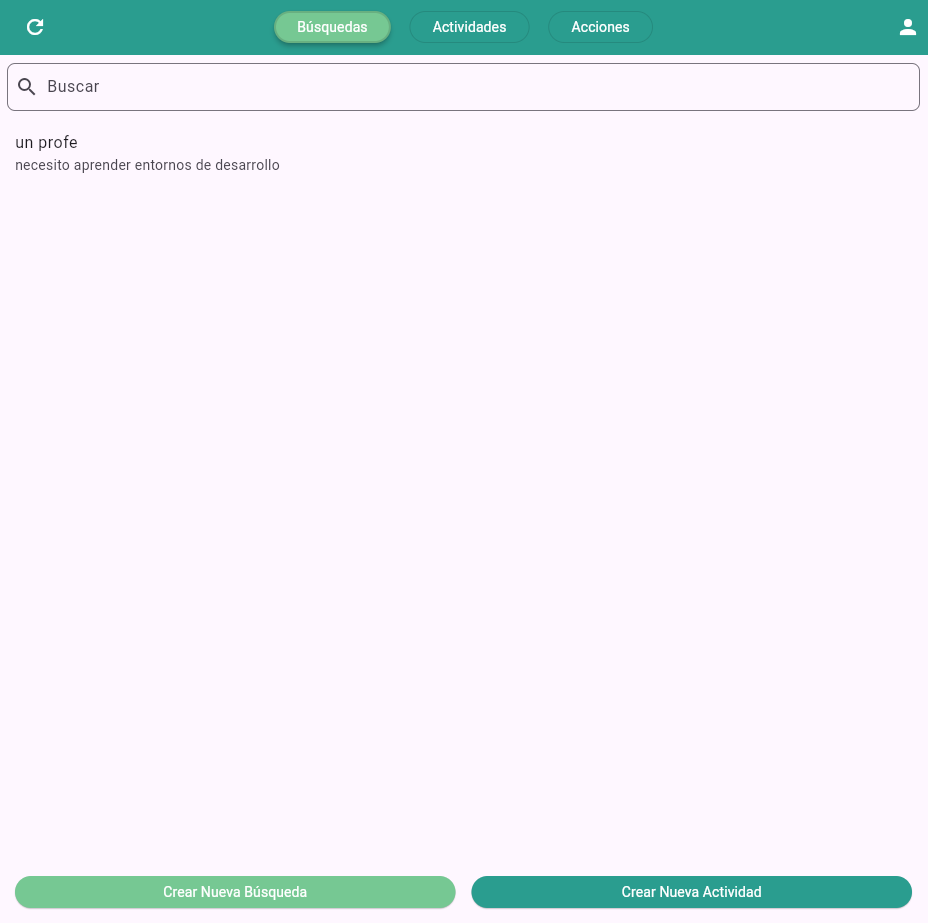 Búsquedas
Actividades
Acciones
Buscar
un profe
necesito aprender entornos de desarrollo
Crear Nueva Búsqueda
Crear Nueva Actividad